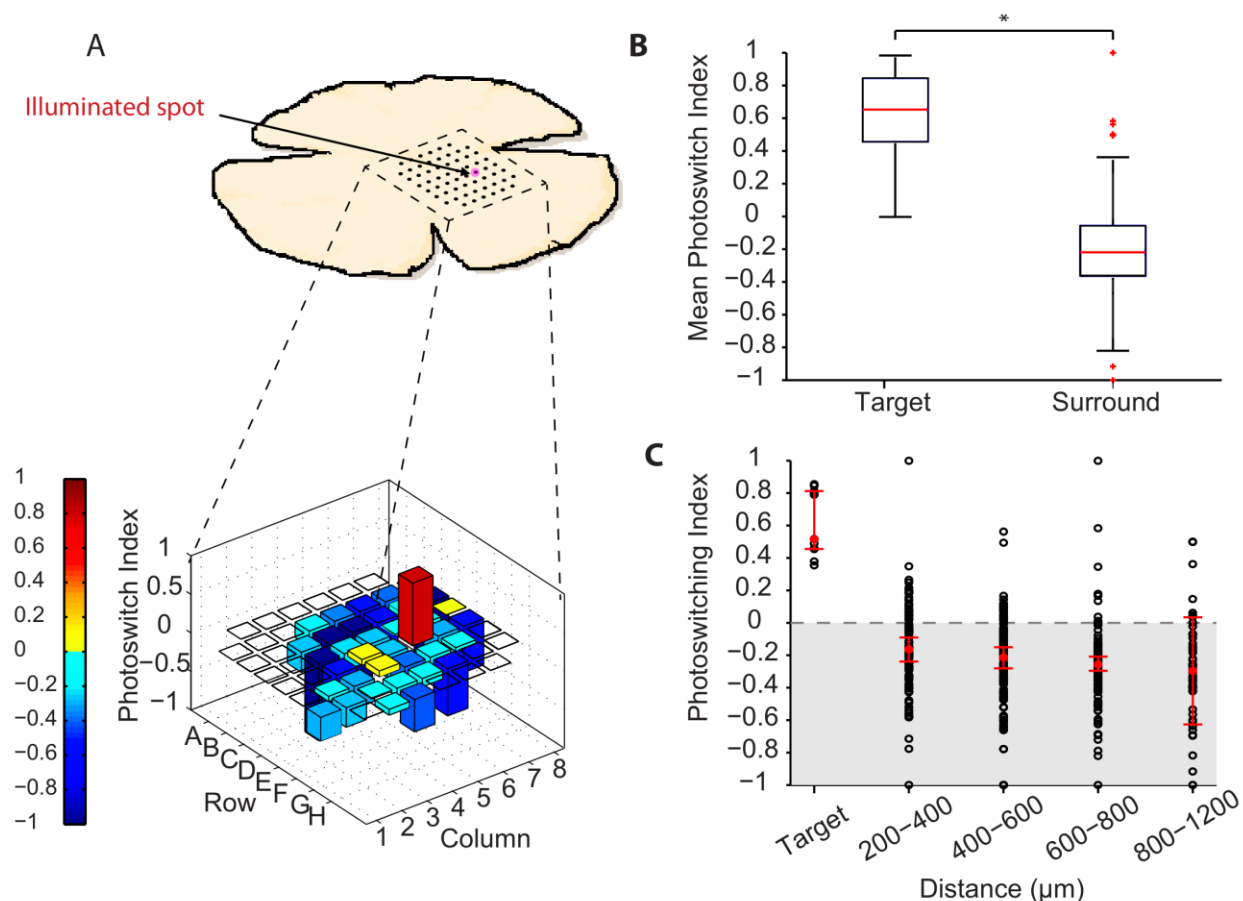 A
Illuminated spot
1
0.8
0.6
0.4
0.2
0
−0.2
−0.4
−0.6
−0.8
−1
Photoswitch Index
1
0.5
0
−0.5
−1
A
B
C
D
E
F
G
H
Row
1
2
3
4
5
6
7
8
Column
B
*
Mean Photoswitch Index
1
0.8
0.6
0.4
0.2
0
−0.2
−0.4
−0.6
−0.8
−1
Target
Surround
C
Photoswitching Index
1
0.8
0.6
0.4
0.2
0
−0.2
−0.4
−0.6
−0.8
−1
Target
200−400
400−600
600−800
800−1200
Distance (µm)